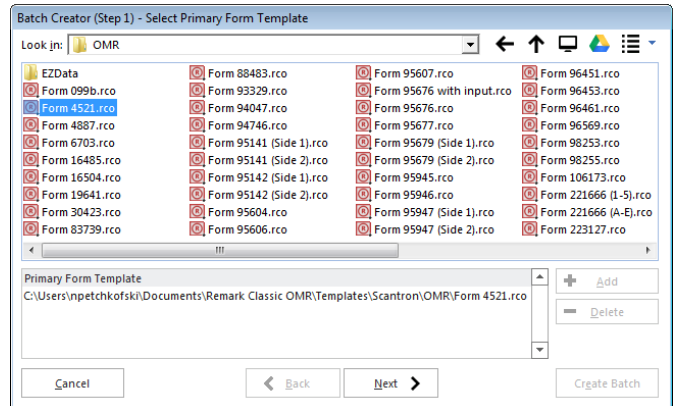 Batch Creator (Step 1) - Select Primary Form Template
Look in: OMR
EZData
Form 099b.rco
Form 4521.rco
Form 4887.rco
Form 6703.rco
Form 16485.rco
Form 16504.rco
Form 19641.rco
Form 30423.rco
Form 83739.rco
Form 88483.rco
Form 93329.rco
Form 94047.rco
Form 94746.rco
Form 95141 (Side 1).rco
Form 95141 (Side 2).rco
Form 95142 (Side 1).rco
Form 95142 (Side 2).rco
Form 95604.rco
Form 95606.rco
Form 95607.rco
Form 95676 with input.rco
Form 95676.rco
Form 95677.rco
Form 95679 (Side 1).rco
Form 95679 (Side 2).rco
Form 95945.rco
Form 95946.rco
Form 95947 (Side 1).rco
Form 95947 (Side 2).rco
Form 96451.rco
Form 96453.rco
Form 96461.rco
Form 96569.rco
Form 98253.rco
Form 98255.rco
Form 106173.rco
Form 221666 (1-5).rco
Form 221666 (A-E).rco
Form 223127.rco
Primary Form Template
C:\Users\npetchkofski\Documents\Remark Classic OMR\Templates\Scantron\OMR\Form 4521.rco
Add
Delete
Cancel
Back
Next
Create Batch